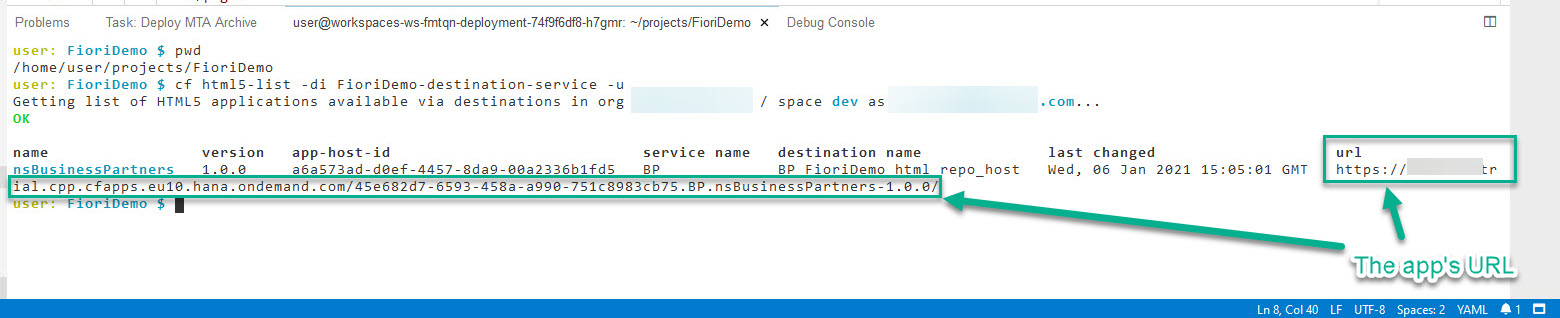 Problems Task: Deploy MTA Archive user@workspaces-ws-fmtqn-deployment-74f9f6df8-h7gmr: ~/projects/FioriDemo × Debug Console
user: FioriDemo $ pwd
/home/user/projects/FioriDemo
user: FioriDemo $ cf html5-list -di FioriDemo-destination-service -u
Getting list of HTML5 applications available via destinations in org / space dev as .com...
OK
name version app-host-id service name destination name last changed url
nsBusinessPartners 1.0.0 a6a573ad-d0ef-4457-8da9-00a2336b1fd5 BP BP_FioriDemo_html_repo_host Wed, 06 Jan 2021 15:05:01 GMT https:// tr
ial.cpp.cfapps.eu10.hana.ondemand.com/45e682d7-6593-458a-a990-751c8983cb75.BP.nsBusinessPartners-1.0.0/
user: FioriDemo $
The app's URL
Ln 8, Col 40 LF UTF-8 Spaces: 2 YAML 1